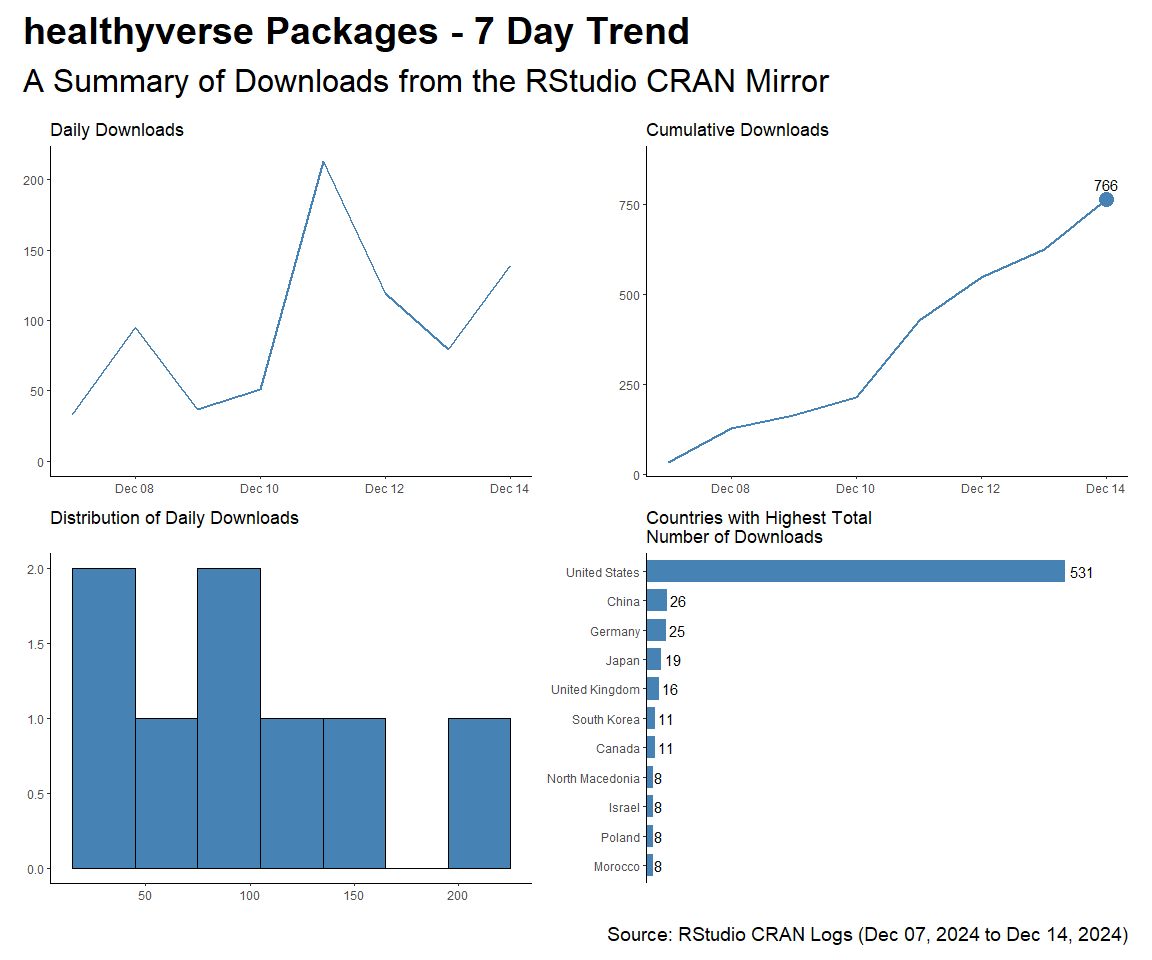 healthyverse Packages - 7 Day Trend
A Summary of Downloads from the RStudio CRAN Mirror
Daily Downloads
200
150
100
50
0
Dec 08
Dec 10
Dec 12
Dec 14
Cumulative Downloads
766
750
500
250
0
Dec 08
Dec 10
Dec 12
Dec 14
Distribution of Daily Downloads
2.0
1.5
1.0
0.5
0.0
50
100
150
200
Countries with Highest Total
Number of Downloads
United States 531
China 26
Germany 25
Japan 19
United Kingdom 16
South Korea 11
Canada 11
North Macedonia 8
Israel 8
Poland 8
Morocco 8
Source: RStudio CRAN Logs (Dec 07, 2024 to Dec 14, 2024)